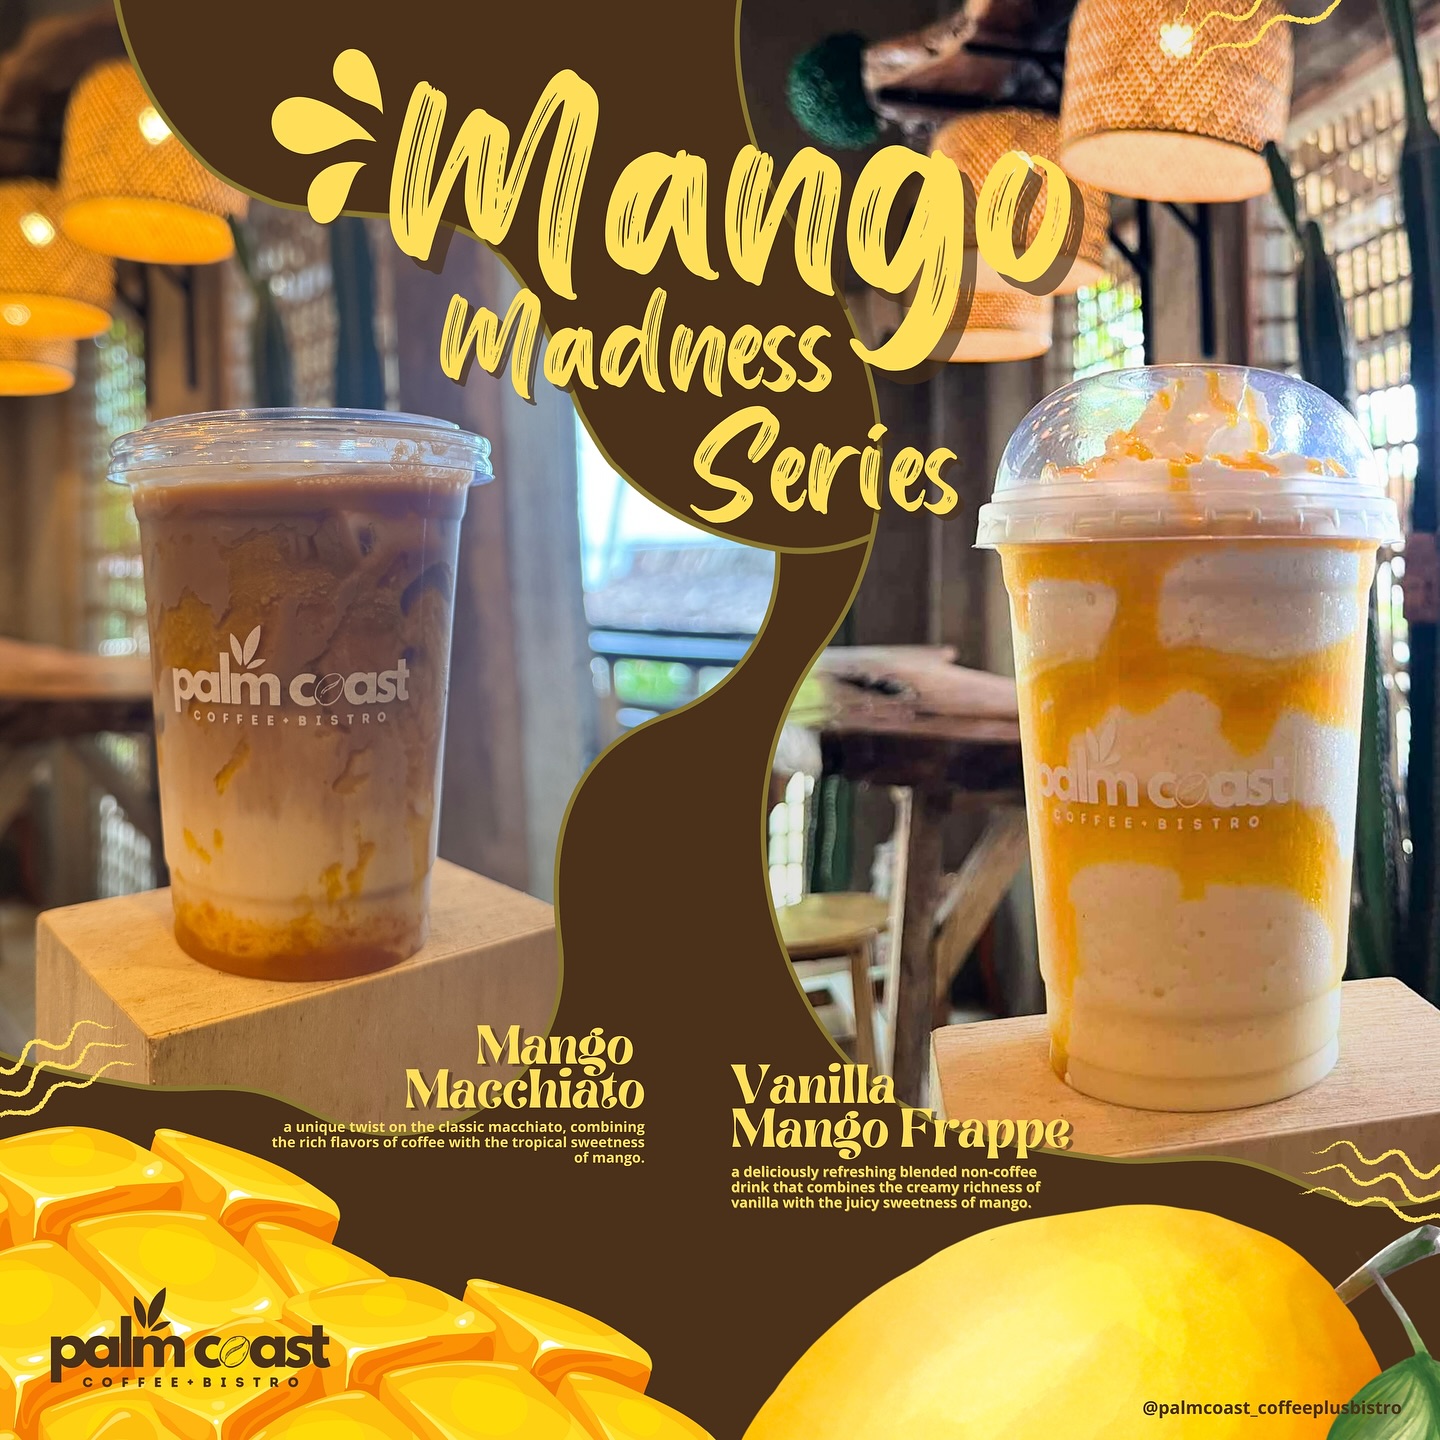 Mango
Madness
Series
palm coast
COFFEE+BISTRO
palm coast
COFFEE+BISTRO
Mango
Macchiato
a unique twist on the classic macchiato, combining
the rich flavors of coffee with the tropical sweetness
of mango.
Vanilla
Mango Frappe
a deliciously refreshing blended non-coffee
drink that combines the creamy richness of
vanilla with the juicy sweetness of mango.
palm coast
COFFEE+BISTRO
@palmcoast_coffeeplusbistro